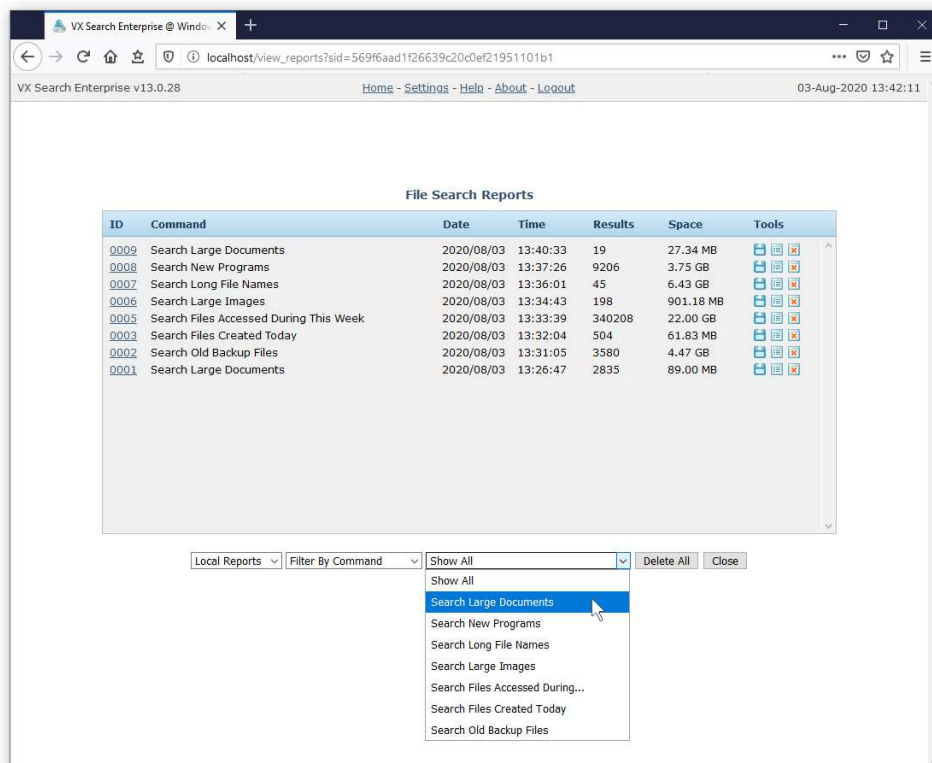 VX Search Enterprise @ Windo
localhost/view_reports?sid=569f6aad1f26639c20c0ef21951101b1
VX Search Enterprise v13.0.28 Home - Settings - Help - About - Logout 03-Aug-2020 13:42:11
File Search Reports
ID Command Date Time Results Space Tools
0009 Search Large Documents 2020/08/03 13:40:33 19 27.34 MB
0008 Search New Programs 2020/08/03 13:37:26 9206 3.75 GB
0007 Search Long File Names 2020/08/03 13:36:01 45 6.43 GB
0006 Search Large Images 2020/08/03 13:34:43 198 901.18 MB
0005 Search Files Accessed During This Week 2020/08/03 13:33:39 340208 22.00 GB
0003 Search Files Created Today 2020/08/03 13:32:04 504 61.83 MB
0002 Search Old Backup Files 2020/08/03 13:31:05 3580 4.47 GB
0001 Search Large Documents 2020/08/03 13:26:47 2835 89.00 MB
Local Reports Filter By Command Show All Delete All Close
Show All
Search Large Documents
Search New Programs
Search Long File Names
Search Large Images
Search Files Accessed During...
Search Files Created Today
Search Old Backup Files